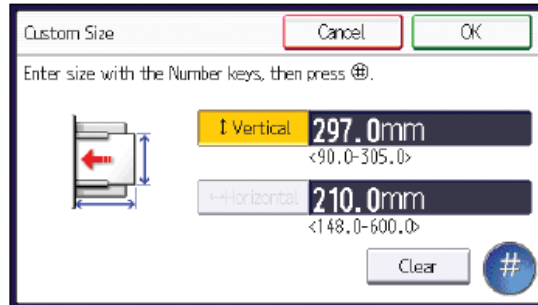 Custom Size
Cancel
OK
Enter size with the Number keys, then press #.
↕ Vertical
297.0mm
<90.0-305.0>
↔Horizontal
210.0mm
<148.0-600.0>
Clear
#